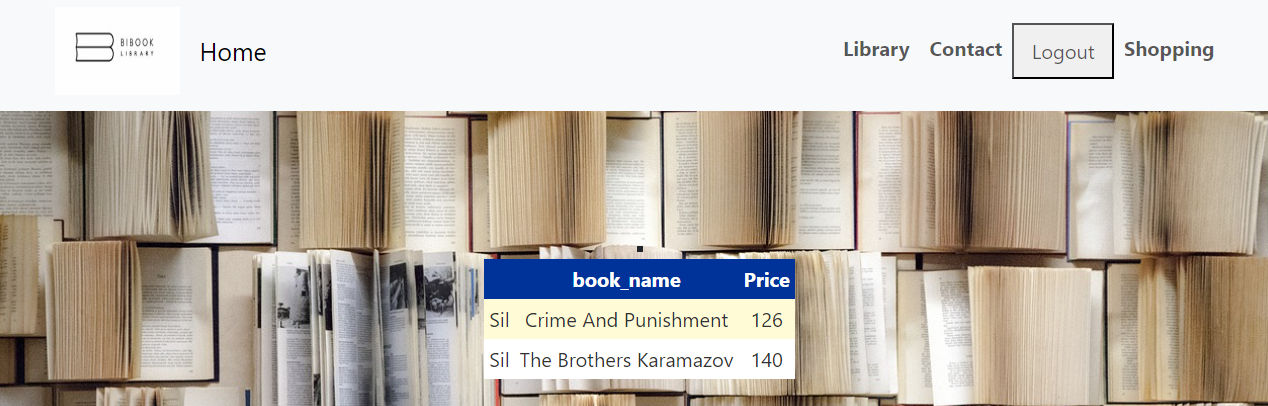 BIBOOK
LIBRARY
Home
Library Contact Logout Shopping
book_name Price
Sil Crime And Punishment 126
Sil The Brothers Karamazov 140